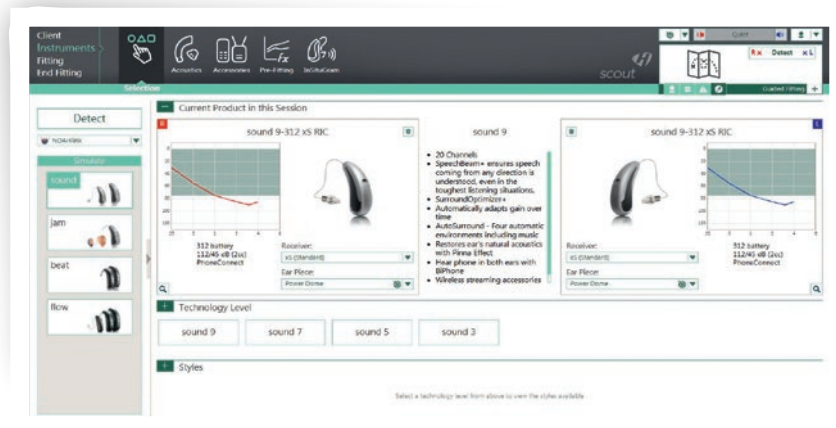 Client
Instruments >
Fitting
End Fitting
Selection
Acoustics
Accessories
Pre-Fitting
InSituGram
scout
Quiet
R x Detect x L
Guided Fitting +
Detect
NOAHlink
Simulate
sound
jam
beat
flow
Current Product in this Session
R
sound 9-312 xS RIC
312 battery
112/45 dB (2cc)
PhoneConnect
Receiver:
xS (Standard)
Ear Piece:
Power Dome
sound 9
• 20 Channels
• SpeechBeam+ ensures speech
coming from any direction is
understood, even in the
toughest listening situations.
• SurroundOptimizer+
• Automatically adapts gain over
time
• AutoSurround - Four automatic
environments including music
• Restores ear's natural acoustics
with Pinna Effect
• Hear phone in both ears with
BiPhone
• Wireless streaming accessories
L
sound 9-312 xS RIC
Receiver:
xS (Standard)
Ear Piece:
Power Dome
312 battery
112/45 dB (2cc)
PhoneConnect
Technology Level
sound 9
sound 7
sound 5
sound 3
Styles
Select a technology level from above to view the styles available.